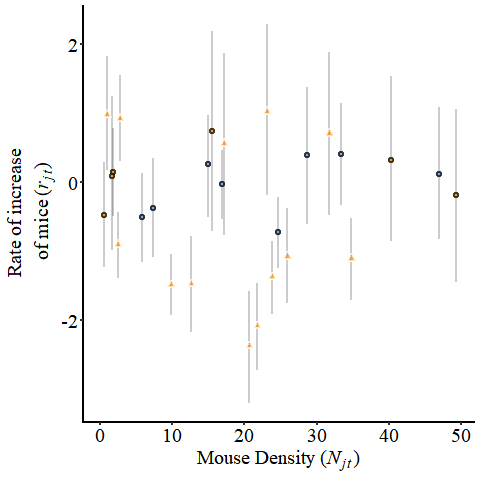 2
0
-2
Rate of increase
of mice (r_jt)
0 10 20 30 40 50
Mouse Density (N_jt)